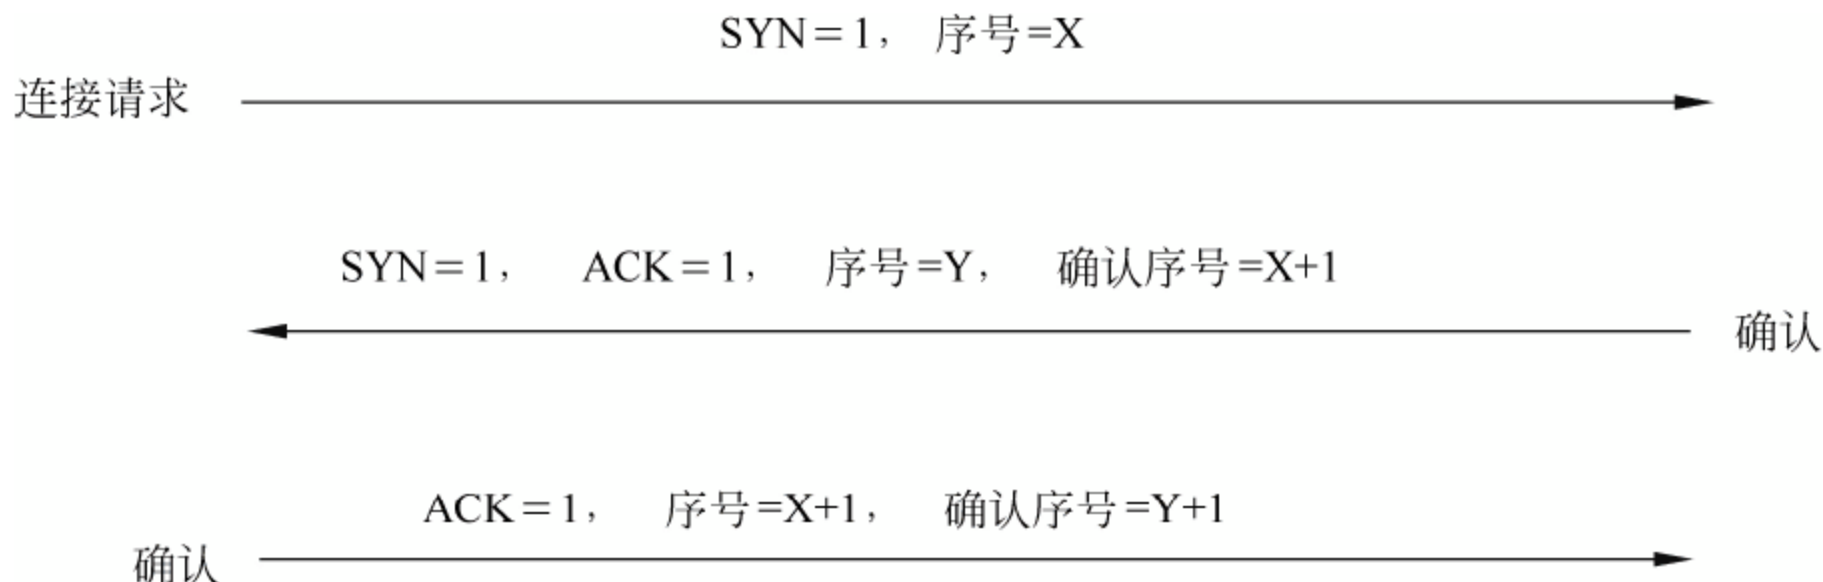 SYN=1， 序号=X
连接请求
SYN=1， ACK=1， 序号=Y， 确认序号=X+1
确认
ACK=1， 序号=X+1， 确认序号=Y+1
确认